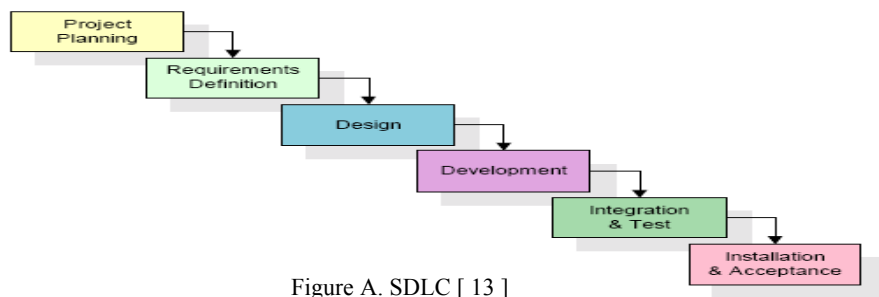 Project
Planning
Requirements
Definition
Design
Development
Integration
& Test
Installation
& Acceptance
Figure A. SDLC [ 13 ]